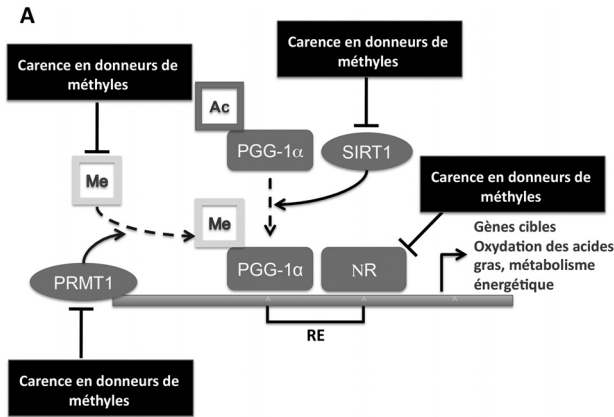 A
Carence en donneurs de
méthyles
Carence en donneurs de
méthyles
Ac
PGG-1α
SIRT1
Me
Carence en donneurs de
méthyles
Me
Gènes cibles
Oxydation des acides
gras, métabolisme
énergétique
PRMT1
PGG-1α
NR
RE
Carence en donneurs de
méthyles